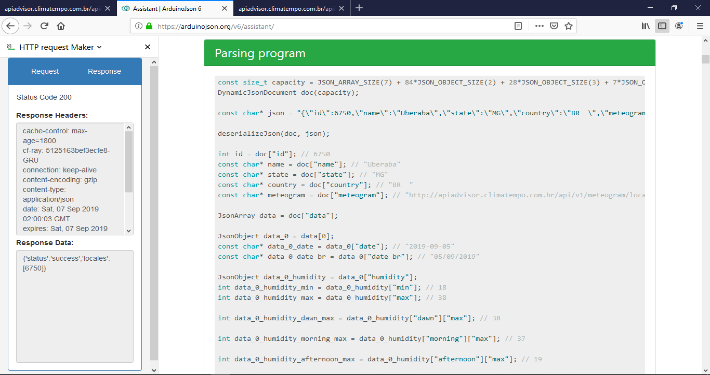 apiadvisor.climatempo.com.br/api
Assistant | ArduinoJson 6
apiadvisor.climatempo.com.br/api
https://arduinojson.org/v6/assistant/
HTTP request Maker
Request Response
Status Code 200
Response Headers:
cache-control: max-
age=1800
connection: keep-alive
content-encoding: gzip
content-type:
application/json
date: Sat, 07 Sep 2019
02:00:03 GMT
expires: Sat, 07 Sep 2019
Response Data:
{'status','success','locales':
[6750]}
Parsing program
const size_t capacity = JSON_ARRAY_SIZE(7) + 84*JSON_OBJECT_SIZE(2) + 28*JSON_OBJECT_SIZE(3) + 7*JSON_O
DynamicJsonDocument doc(capacity);
const char* json = "{\"id\":6750,\"name\":\"Uberaba\",\"state\":\"MG\",\"country\":\"BR  \",\"meteogram
deserializeJson(doc, json);
int id = doc["id"]; // 6750
const char* name = doc["name"]; // "Uberaba"
const char* state = doc["state"]; // "MG"
const char* country = doc["country"]; // "BR  "
const char* meteogram = doc["meteogram"]; // "http://apiadvisor.climatempo.com.br/api/v1/meteogram/loca
JsonArray data = doc["data"];
JsonObject data_0 = data[0];
const char* data_0_date = data_0["date"]; // "2019-09-05"
const char* data_0_date_br = data_0["date_br"]; // "05/09/2019"
JsonObject data_0_humidity = data_0["humidity"];
int data_0_humidity_min = data_0_humidity["min"]; // 18
int data_0_humidity_max = data_0_humidity["max"]; // 38
int data_0_humidity_dawn_max = data_0_humidity["dawn"]["max"]; // 38
int data_0_humidity_morning_max = data_0_humidity["morning"]["max"]; // 37
int data_0_humidity_afternoon_max = data_0_humidity["afternoon"]["max"]; // 19